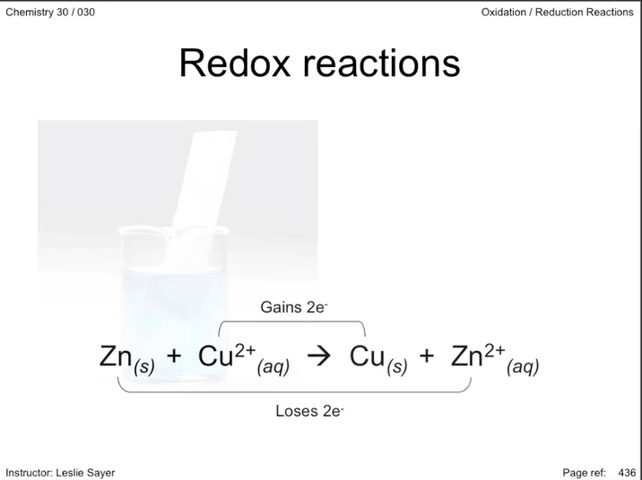 Chemistry 30 / 030 Oxidation / Reduction Reactions
Redox reactions
Gains 2e⁻
Zn(s) + Cu²⁺(aq) → Cu(s) + Zn²⁺(aq)
Loses 2e⁻
Instructor: Leslie Sayer Page ref: 436